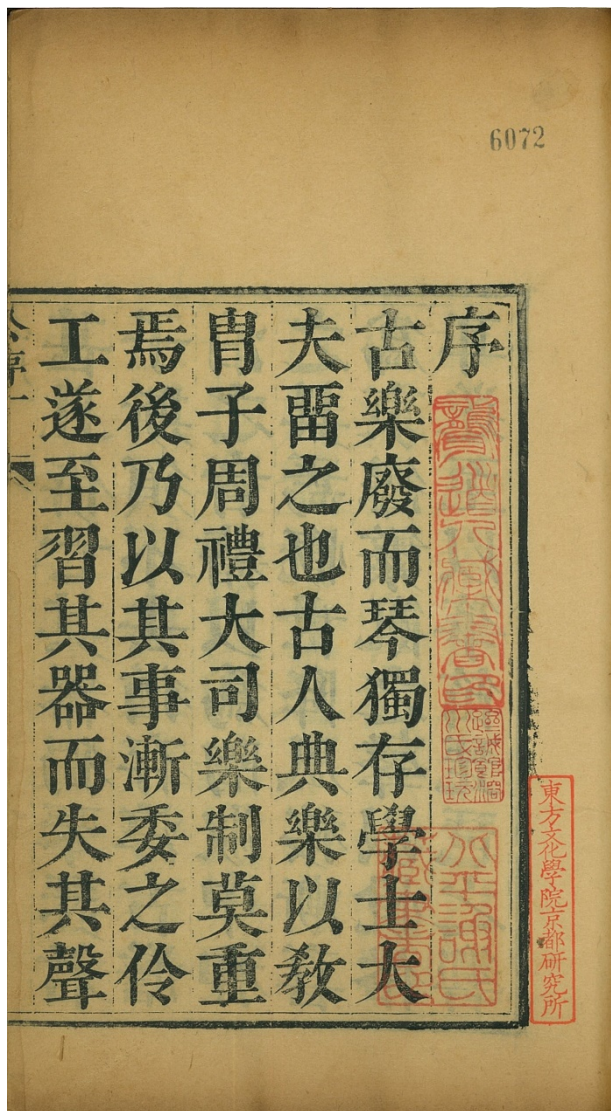 6072
序
古樂廢而琴獨存學士大
夫畱之也古人典樂以敎
胄子周禮大司樂制莫重
焉後乃以其事漸委之伶
工遂至習其器而失其聲
東方文化學院京都研究所